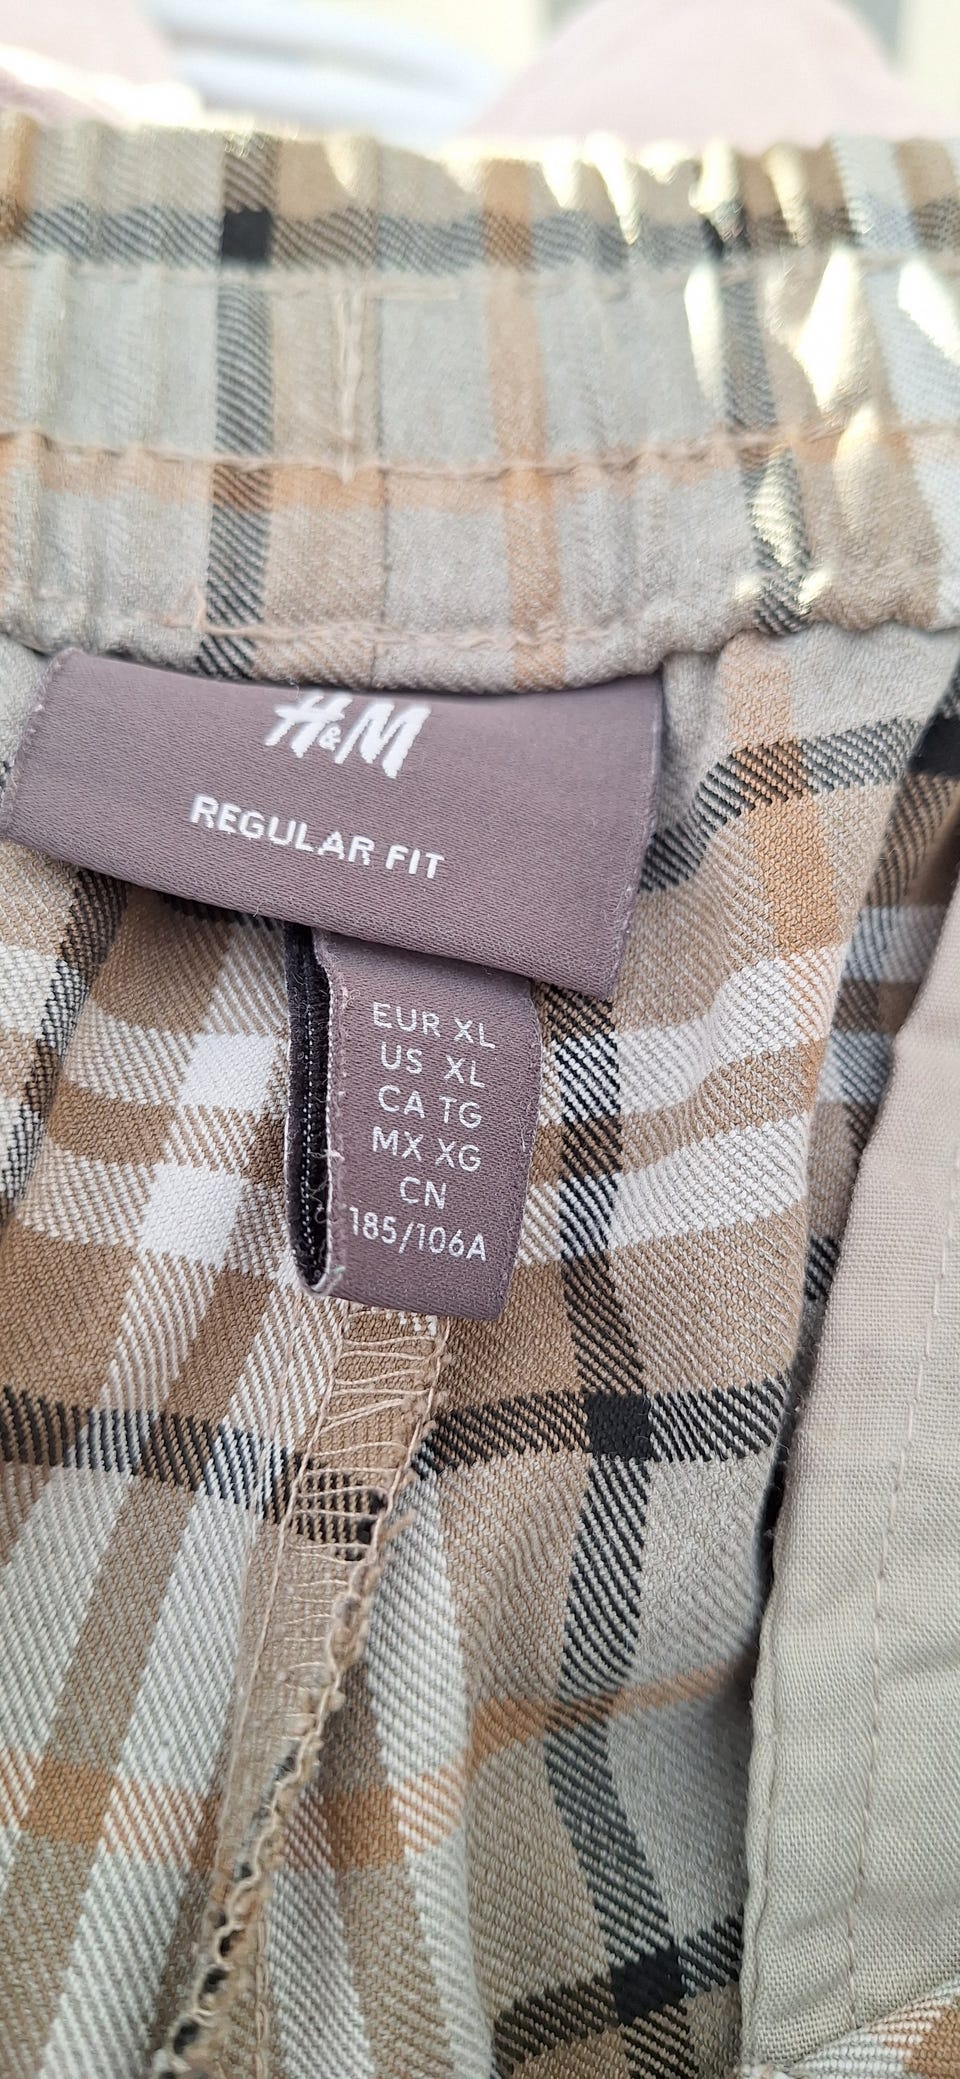 H&M
REGULAR FIT
EUR XL
US XL
CA TG
MX XG
CN
185/106A